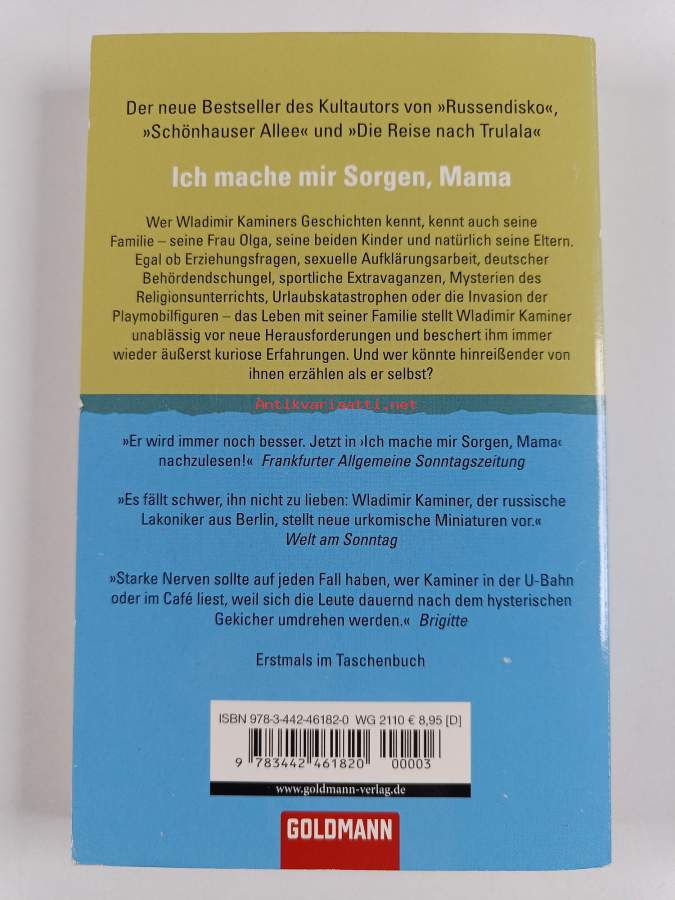 Der neue Bestseller des Kultautors von »Russendisko«,
»Schönhauser Allee« und »Die Reise nach Trulala«
Ich mache mir Sorgen, Mama
Wer Wladimir Kaminers Geschichten kennt, kennt auch seine
Familie – seine Frau Olga, seine beiden Kinder und natürlich seine Eltern.
Egal ob Erziehungsfragen, sexuelle Aufklärungsarbeit, deutscher
Behördendschungel, sportliche Extravaganzen, Mysterien des
Religionsunterrichts, Urlaubskatastrophen oder die Invasion der
Playmobilfiguren – das Leben mit seiner Familie stellt Wladimir Kaminer
unablässig vor neue Herausforderungen und beschert ihm immer
wieder äußerst kuriose Erfahrungen. Und wer könnte hinreißender von
ihnen erzählen als er selbst?
Antikvariaatti.net
»Er wird immer noch besser. Jetzt in ›Ich mache mir Sorgen, Mama‹
nachzulesen!« Frankfurter Allgemeine Sonntagszeitung
»Es fällt schwer, ihn nicht zu lieben: Wladimir Kaminer, der russische
Lakoniker aus Berlin, stellt neue urkomische Miniaturen vor.«
Welt am Sonntag
»Starke Nerven sollte auf jeden Fall haben, wer Kaminer in der U-Bahn
oder im Café liest, weil sich die Leute dauernd nach dem hysterischen
Gekicher umdrehen werden.« Brigitte
Erstmals im Taschenbuch
ISBN 978-3-442-46182-0 WG 2110 € 8,95 [D]
9 783442 461820 00003
www.goldmann-verlag.de
GOLDMANN